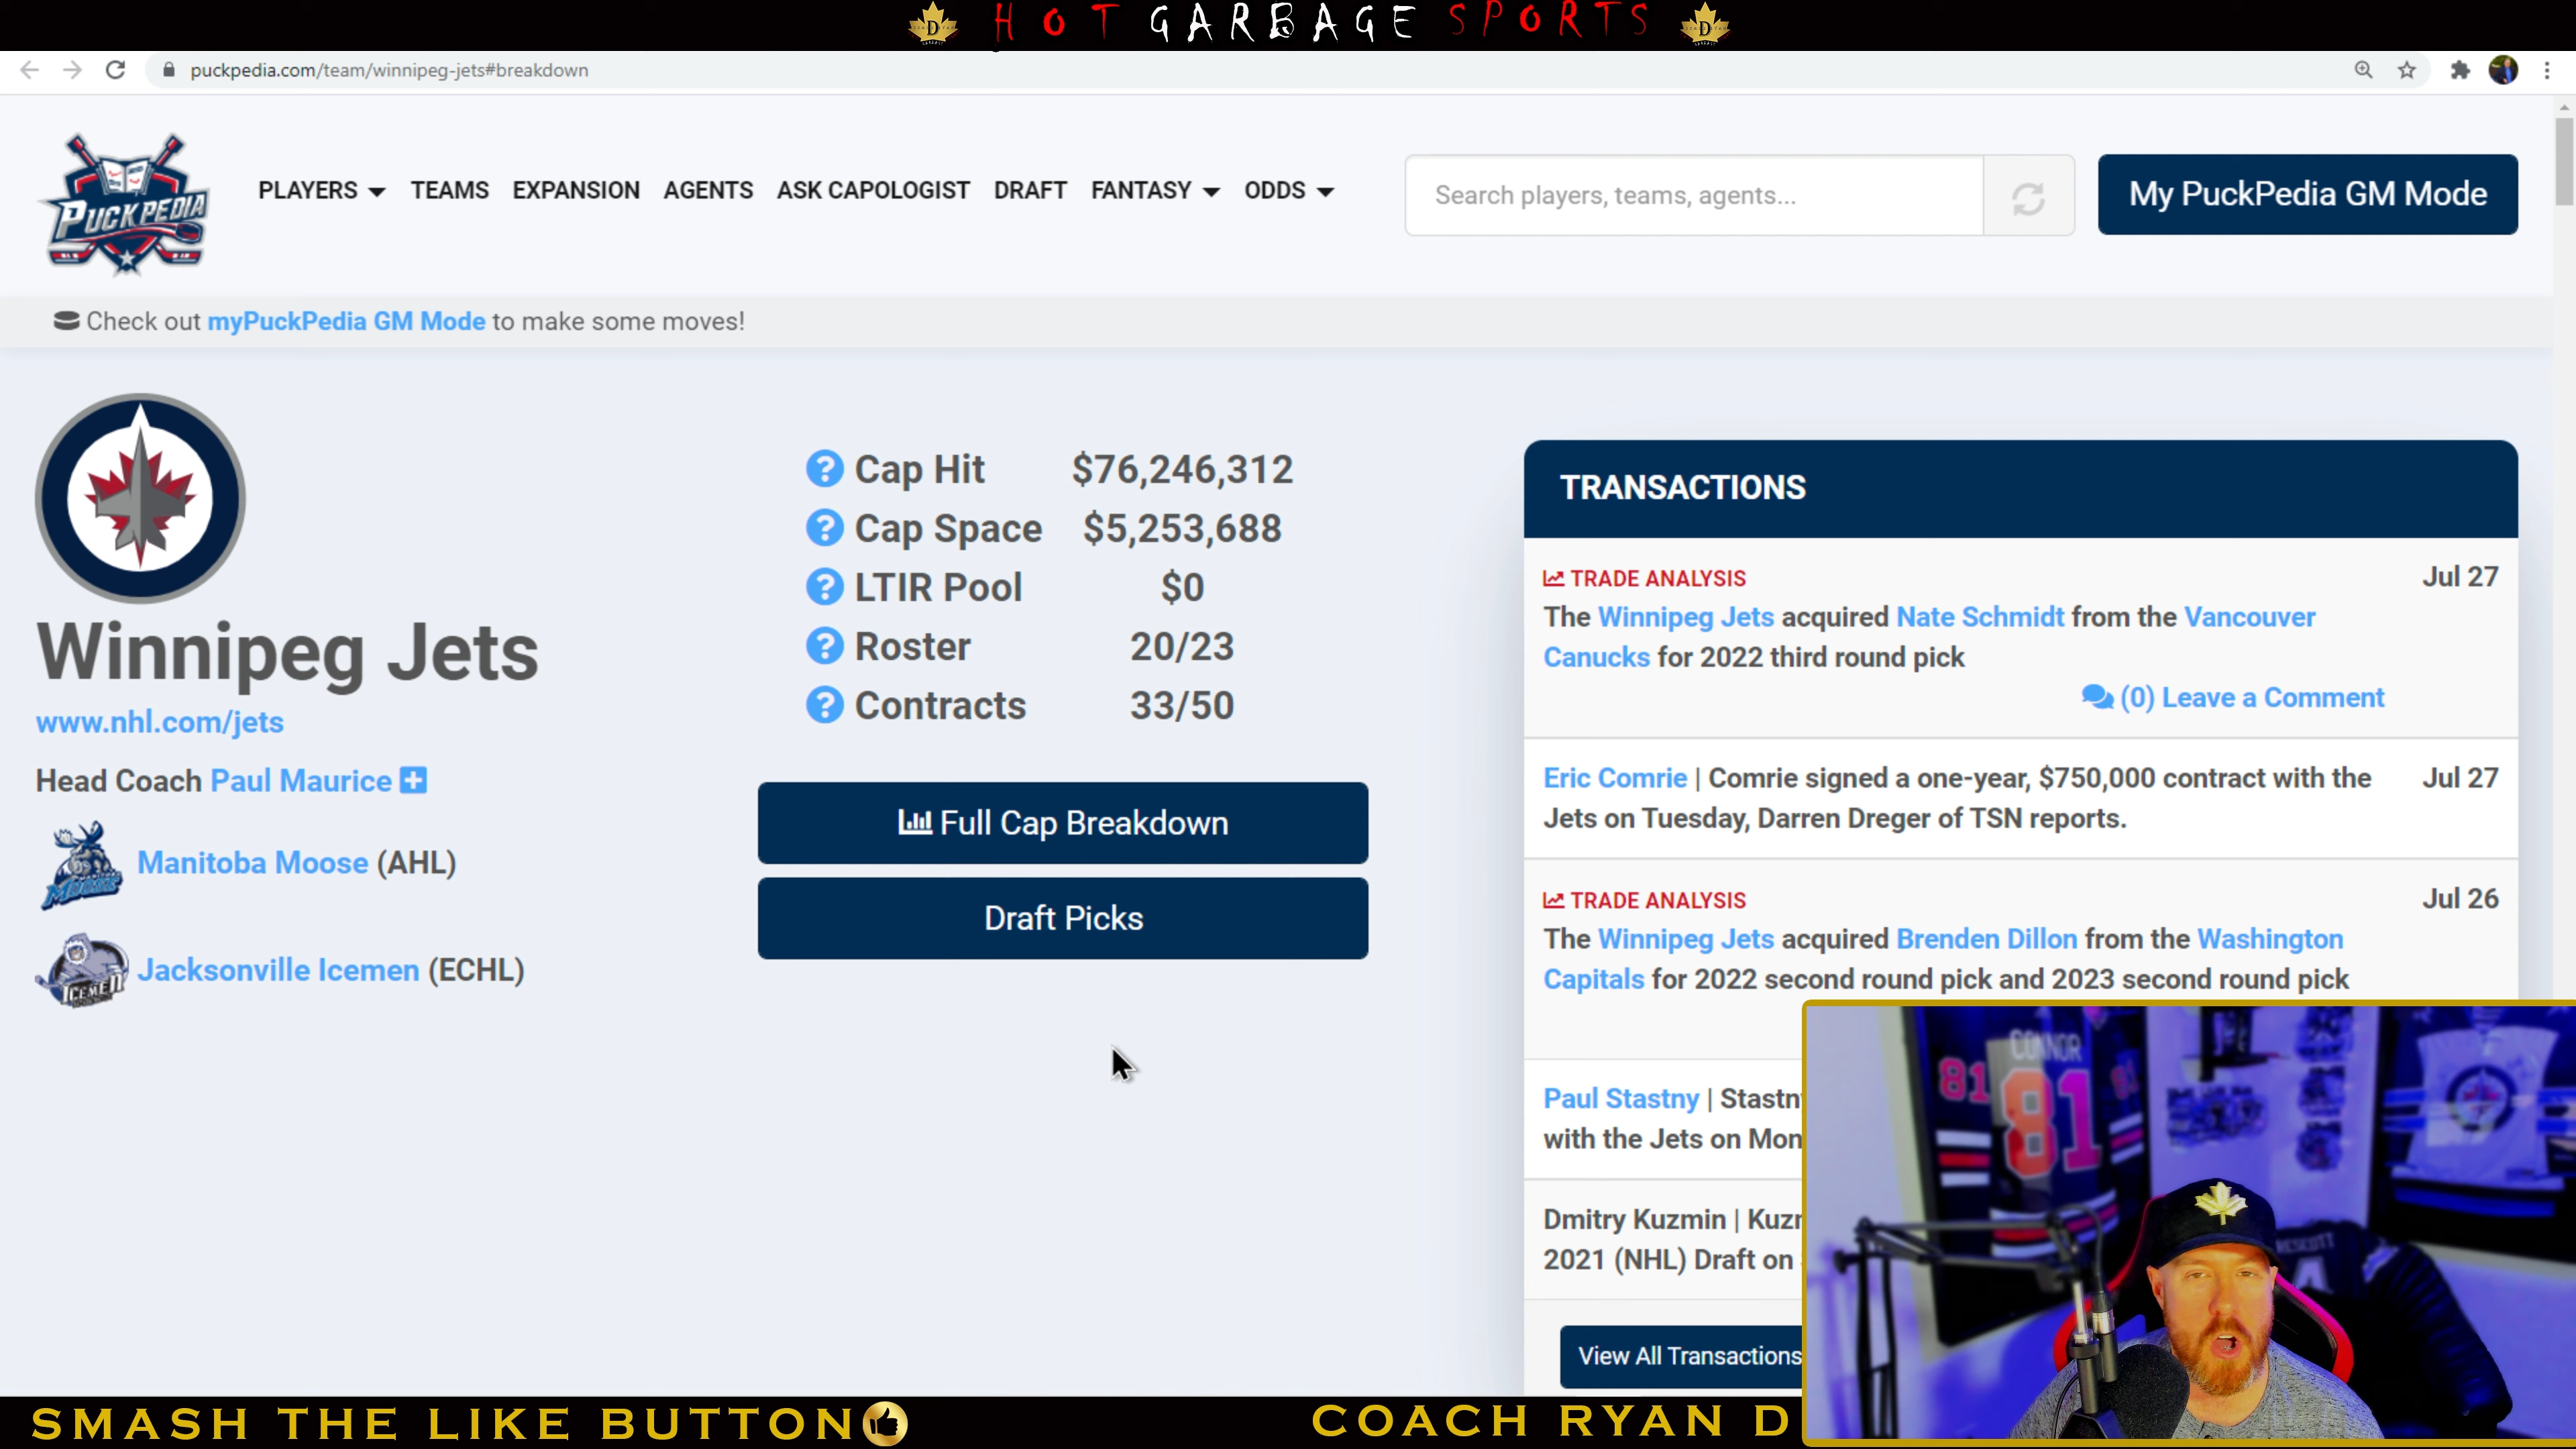 HOT GARBAGE SPORTS
puckpedia.com/team/winnipeg-jets#breakdown
PUCKPEDIA
PLAYERS TEAMS EXPANSION AGENTS ASK CAPOLOGIST DRAFT FANTASY ODDS
Search players, teams, agents...
My PuckPedia GM Mode
Check out myPuckPedia GM Mode to make some moves!
Winnipeg Jets
www.nhl.com/jets
Head Coach Paul Maurice
MOOSE
Manitoba Moose (AHL)
ICEMEN
Jacksonville Icemen (ECHL)
Cap Hit $76,246,312
Cap Space $5,253,688
LTIR Pool $0
Roster 20/23
Contracts 33/50
Full Cap Breakdown
Draft Picks
TRANSACTIONS
TRADE ANALYSIS Jul 27
The Winnipeg Jets acquired Nate Schmidt from the Vancouver
Canucks for 2022 third round pick
(0) Leave a Comment
Eric Comrie | Comrie signed a one-year, $750,000 contract with the Jul 27
Jets on Tuesday, Darren Dreger of TSN reports.
TRADE ANALYSIS Jul 26
The Winnipeg Jets acquired Brenden Dillon from the Washington
Capitals for 2022 second round pick and 2023 second round pick
Paul Stastny | Stastn
with the Jets on Mon
Dmitry Kuzmin | Kuz
2021 (NHL) Draft on
View All Transactions
CONNOR
81
81
SMASH THE LIKE BUTTON
COACH RYAN D